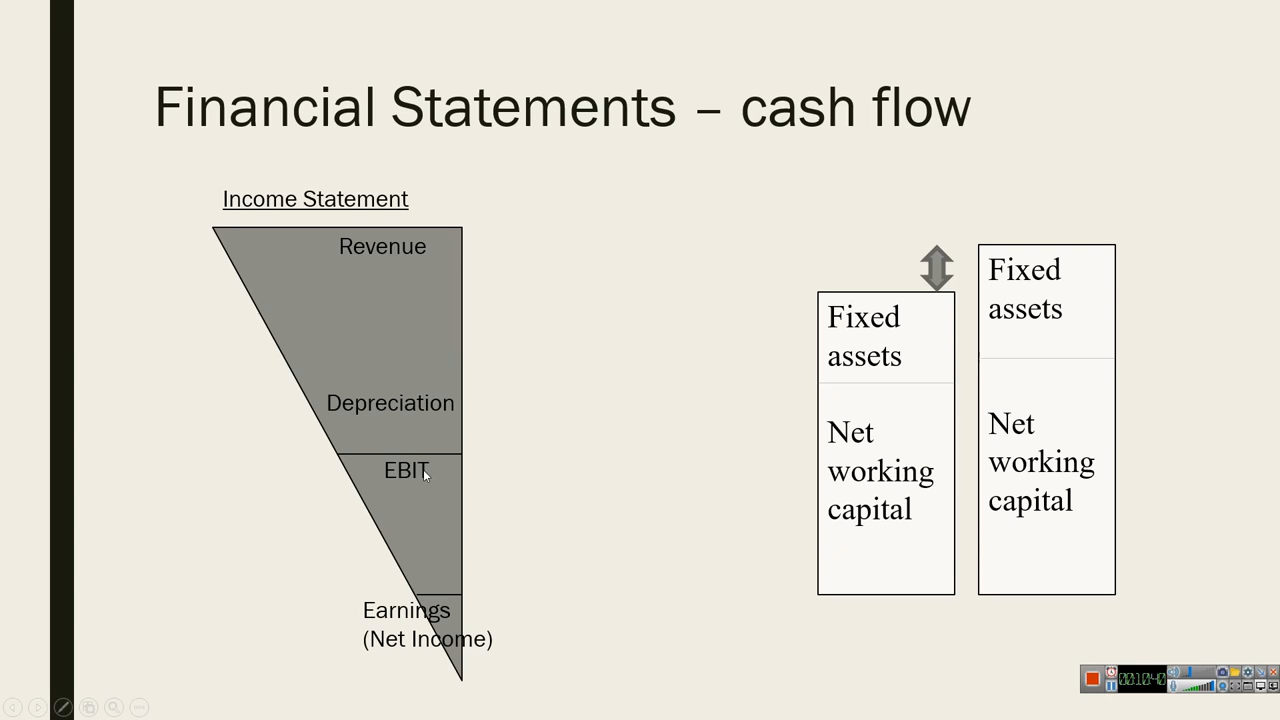 Financial Statements – cash flow
Income Statement
Revenue
Depreciation
EBIT
Earnings
(Net Income)
Fixed
assets
Net
working
capital
Fixed
assets
Net
working
capital